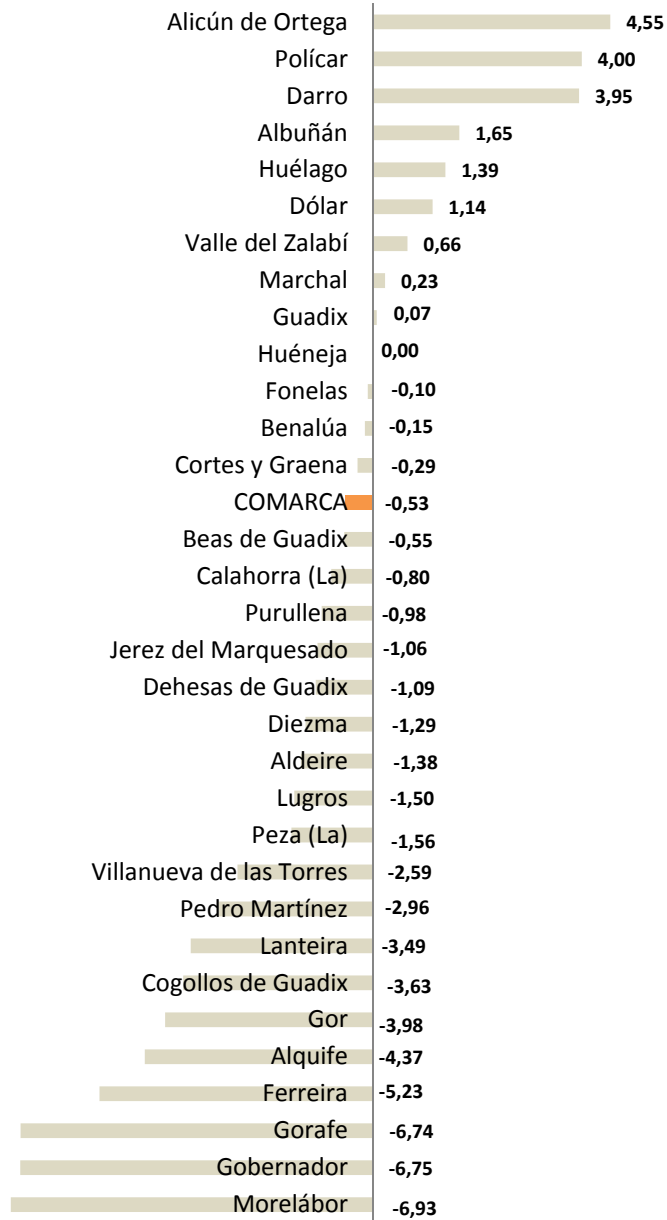 Alicún de Ortega 4,55
Polícar 4,00
Darro 3,95
Albuñán 1,65
Huélago 1,39
Dólar 1,14
Valle del Zalabí 0,66
Marchal 0,23
Guadix 0,07
Huéneja 0,00
Fonelas -0,10
Benalúa -0,15
Cortes y Graena -0,29
COMARCA -0,53
Beas de Guadix -0,55
Calahorra (La) -0,80
Purullena -0,98
Jerez del Marquesado -1,06
Dehesas de Guadix -1,09
Diezma -1,29
Aldeire -1,38
Lugros -1,50
Peza (La) -1,56
Villanueva de las Torres -2,59
Pedro Martínez -2,96
Lanteira -3,49
Cogollos de Guadix -3,63
Gor -3,98
Alquife -4,37
Ferreira -5,23
Gorafe -6,74
Gobernador -6,75
Morelábor -6,93